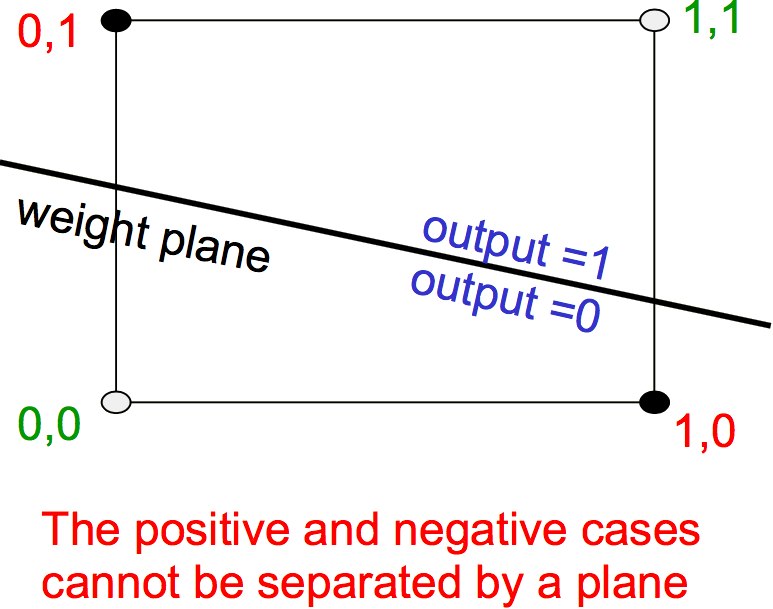 0,1
1,1
weight plane
output =1
output =0
0,0
1,0
The positive and negative cases
cannot be separated by a plane